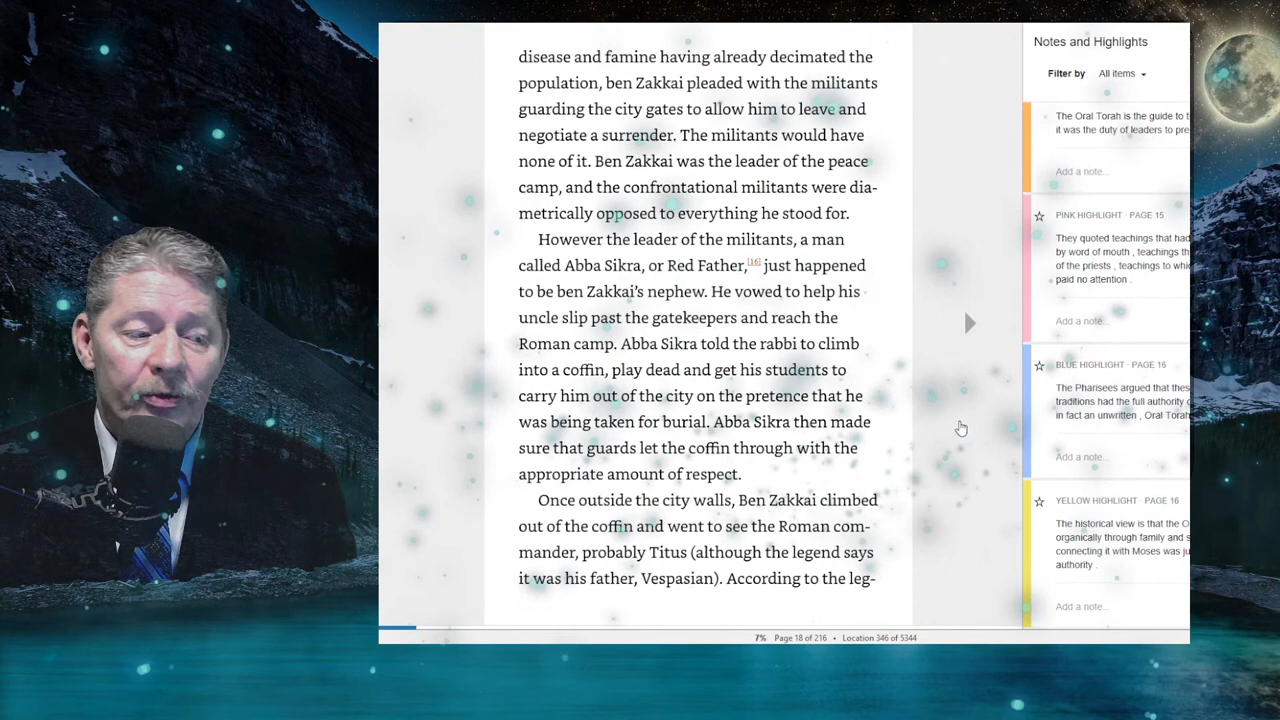 disease and famine having already decimated the
population, ben Zakkai pleaded with the militants
guarding the city gates to allow him to leave and
negotiate a surrender. The militants would have
none of it. Ben Zakkai was the leader of the peace
camp, and the confrontational militants were dia-
metrically opposed to everything he stood for.
However the leader of the militants, a man
called Abba Sikra, or Red Father,[16] just happened
to be ben Zakkai's nephew. He vowed to help his
uncle slip past the gatekeepers and reach the
Roman camp. Abba Sikra told the rabbi to climb
into a coffin, play dead and get his students to
carry him out of the city on the pretence that he
was being taken for burial. Abba Sikra then made
sure that guards let the coffin through with the
appropriate amount of respect.
Once outside the city walls, Ben Zakkai climbed
out of the coffin and went to see the Roman com-
mander, probably Titus (although the legend says
it was his father, Vespasian). According to the leg-
7% Page 18 of 216 • Location 346 of 5344
Notes and Highlights
Filter by All items
The Oral Torah is the guide to
it was the duty of leaders to pre
Add a note...
PINK HIGHLIGHT · PAGE 15
They quoted teachings that had
by word of mouth , teachings th
of the priests , teachings to whic
paid no attention .
Add a note...
BLUE HIGHLIGHT · PAGE 16
The Pharisees argued that thes
traditions had the full authority
in fact an unwritten , Oral Torah
Add a note...
YELLOW HIGHLIGHT · PAGE 16
The historical view is that the O
organically through family and s
connecting it with Moses was ju
authority .
Add a note...